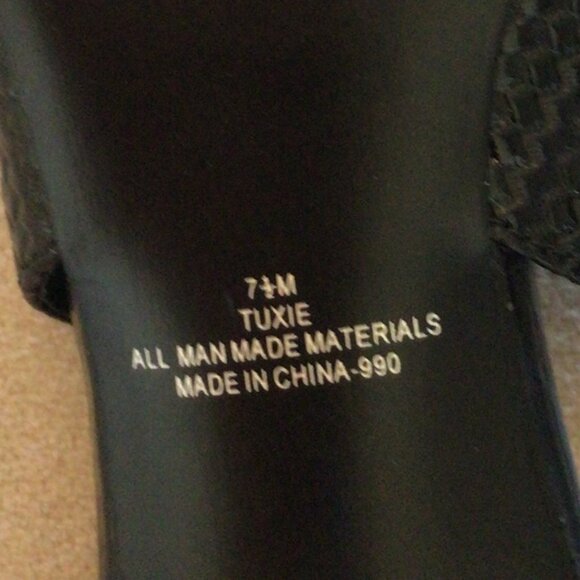 7½M
TUXIE
ALL MAN MADE MATERIALS
MADE IN CHINA-990